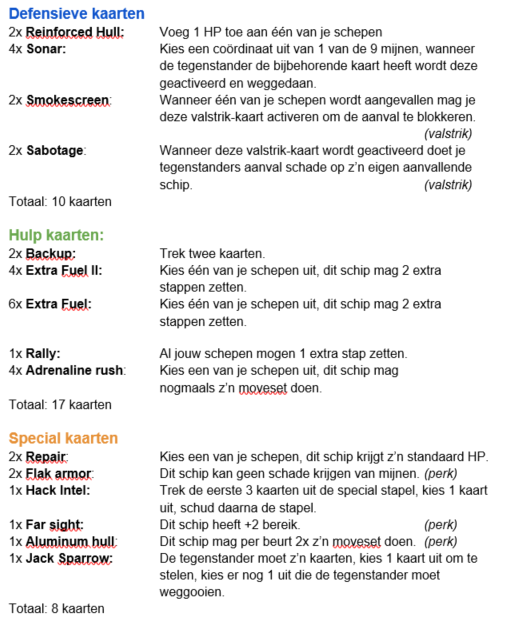 Defensieve kaarten
2x Reinforced Hull: Voeg 1 HP toe aan één van je schepen
4x Sonar: Kies een coördinaat uit van 1 van de 9 mijnen, wanneer
de tegenstander de bijbehorende kaart heeft wordt deze
geactiveerd en weggedaan.
2x Smokescreen: Wanneer één van je schepen wordt aangevallen mag je
deze valstrik-kaart activeren om de aanval te blokkeren.
(valstrik)
2x Sabotage: Wanneer deze valstrik-kaart wordt geactiveerd doet je
tegenstanders aanval schade op z’n eigen aanvallende
schip. (valstrik)
Totaal: 10 kaarten
Hulp kaarten:
2x Backup: Trek twee kaarten.
4x Extra Fuel II: Kies één van je schepen uit, dit schip mag 2 extra
stappen zetten.
6x Extra Fuel: Kies één van je schepen uit, dit schip mag 2 extra
stappen zetten.
1x Rally: Al jouw schepen mogen 1 extra stap zetten.
4x Adrenaline rush: Kies een van je schepen uit, dit schip mag
nogmaals z’n moveset doen.
Totaal: 17 kaarten
Special kaarten
2x Repair: Kies een van je schepen, dit schip krijgt z’n standaard HP.
2x Flak armor: Dit schip kan geen schade krijgen van mijnen. (perk)
1x Hack Intel: Trek de eerste 3 kaarten uit de special stapel, kies 1 kaart
uit, schud daarna de stapel.
1x Far sight: Dit schip heeft +2 bereik. (perk)
1x Aluminum hull: Dit schip mag per beurt 2x z’n moveset doen. (perk)
1x Jack Sparrow: De tegenstander moet z’n kaarten, kies 1 kaart uit om te
stelen, kies er nog 1 uit die de tegenstander moet
weggooien.
Totaal: 8 kaarten